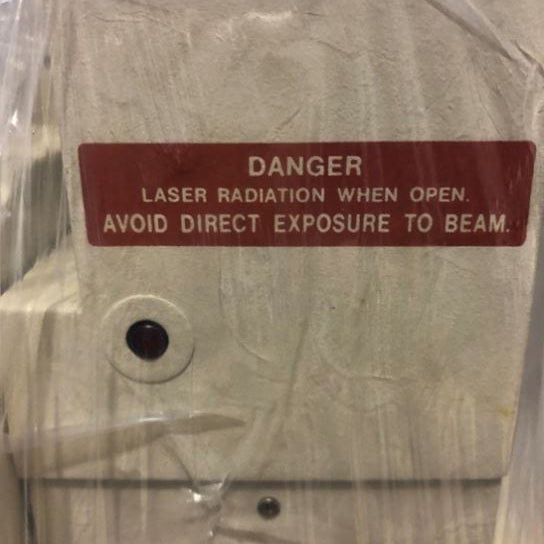 DANGER
LASER RADIATION WHEN OPEN.
AVOID DIRECT EXPOSURE TO BEAM.